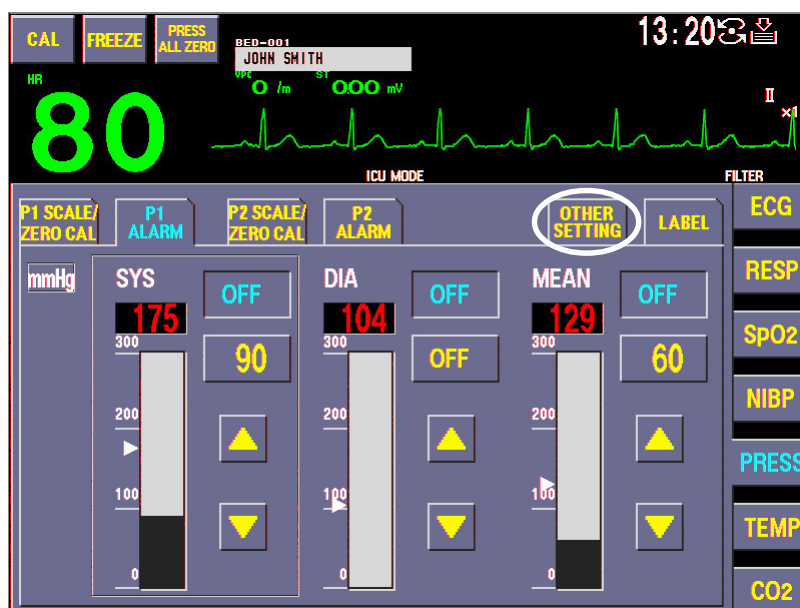 CAL FREEZE PRESS ALL ZERO
BED-001
JOHN SMITH
13:20
HR
80
VPC 0 /m ST 0.00 mV
II
×1
ICU MODE FILTER
P1 SCALE/ ZERO CAL
P1 ALARM
P2 SCALE/ ZERO CAL
P2 ALARM
OTHER SETTING
LABEL
ECG
RESP
SpO2
NIBP
PRESS
TEMP
CO2
mmHg
SYS
175
OFF
90
300
200
100
0
DIA
104
OFF
OFF
300
200
100
0
MEAN
129
OFF
60
300
200
100
0